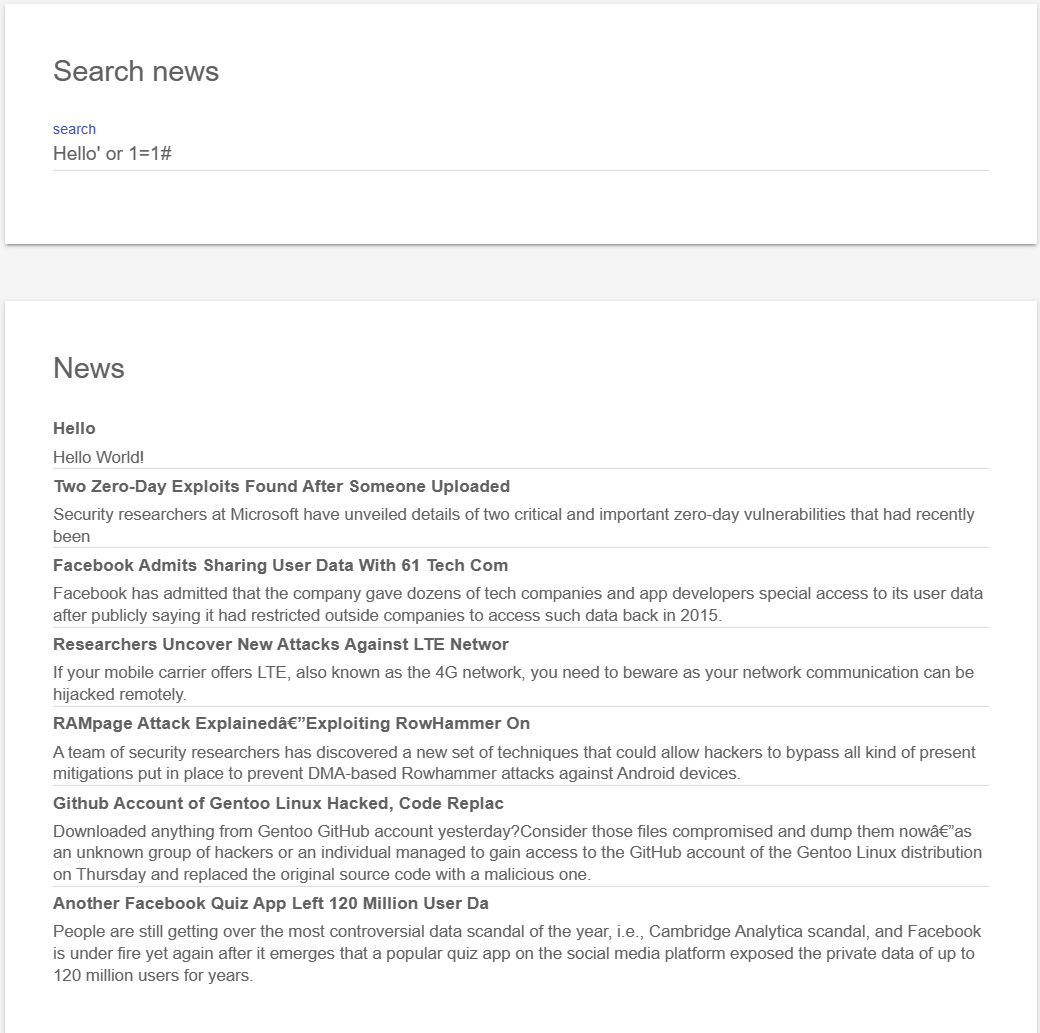 Search news
search
Hello' or 1=1#
News
Hello
Hello World!
Two Zero-Day Exploits Found After Someone Uploaded
Security researchers at Microsoft have unveiled details of two critical and important zero-day vulnerabilities that had recently
been
Facebook Admits Sharing User Data With 61 Tech Com
Facebook has admitted that the company gave dozens of tech companies and app developers special access to its user data
after publicly saying it had restricted outside companies to access such data back in 2015.
Researchers Uncover New Attacks Against LTE Networ
If your mobile carrier offers LTE, also known as the 4G network, you need to beware as your network communication can be
hijacked remotely.
RAMpage Attack Explainedâ€”Exploiting RowHammer On
A team of security researchers has discovered a new set of techniques that could allow hackers to bypass all kind of present
mitigations put in place to prevent DMA-based Rowhammer attacks against Android devices.
Github Account of Gentoo Linux Hacked, Code Replac
Downloaded anything from Gentoo GitHub account yesterday?Consider those files compromised and dump them nowâ€”as
an unknown group of hackers or an individual managed to gain access to the GitHub account of the Gentoo Linux distribution
on Thursday and replaced the original source code with a malicious one.
Another Facebook Quiz App Left 120 Million User Da
People are still getting over the most controversial data scandal of the year, i.e., Cambridge Analytica scandal, and Facebook
is under fire yet again after it emerges that a popular quiz app on the social media platform exposed the private data of up to
120 million users for years.